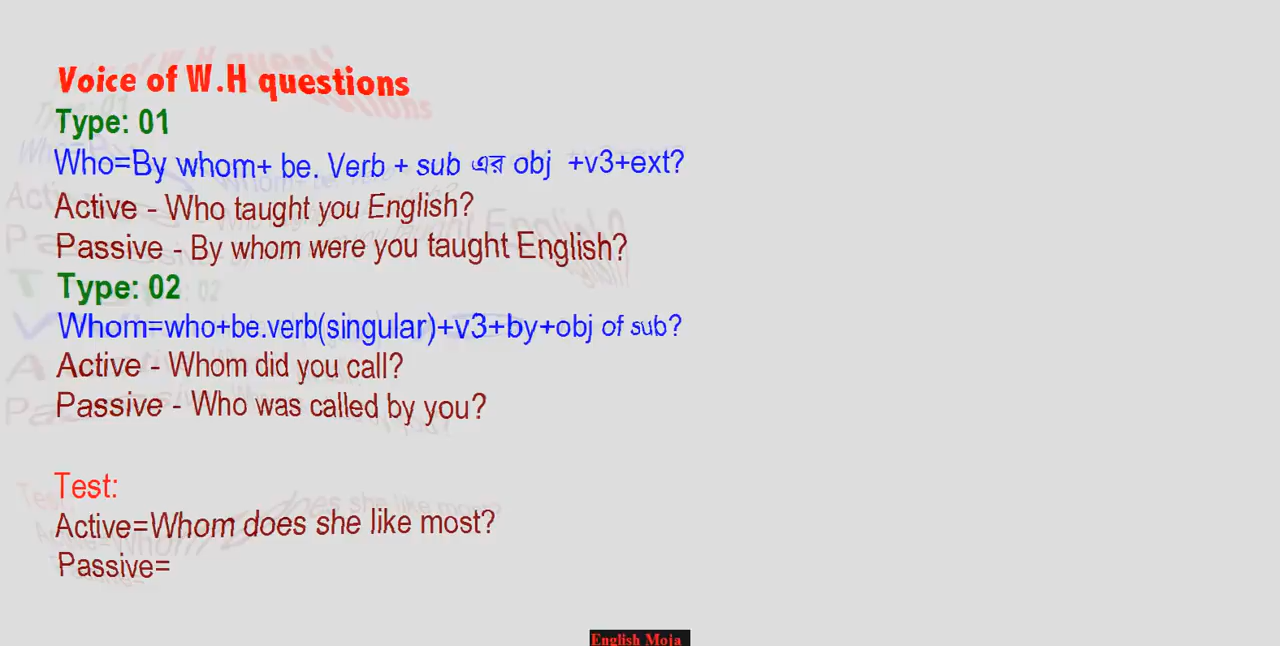 Voice of W.H questions
Type: 01
Who=By whom+ be. Verb + sub এর obj +v3+ext?
Active - Who taught you English?
Passive - By whom were you taught English?
Type: 02
Whom=who+be.verb(singular)+v3+by+obj of sub?
Active - Whom did you call?
Passive - Who was called by you?
Test:
Active=Whom does she like most?
Passive=
English Moja